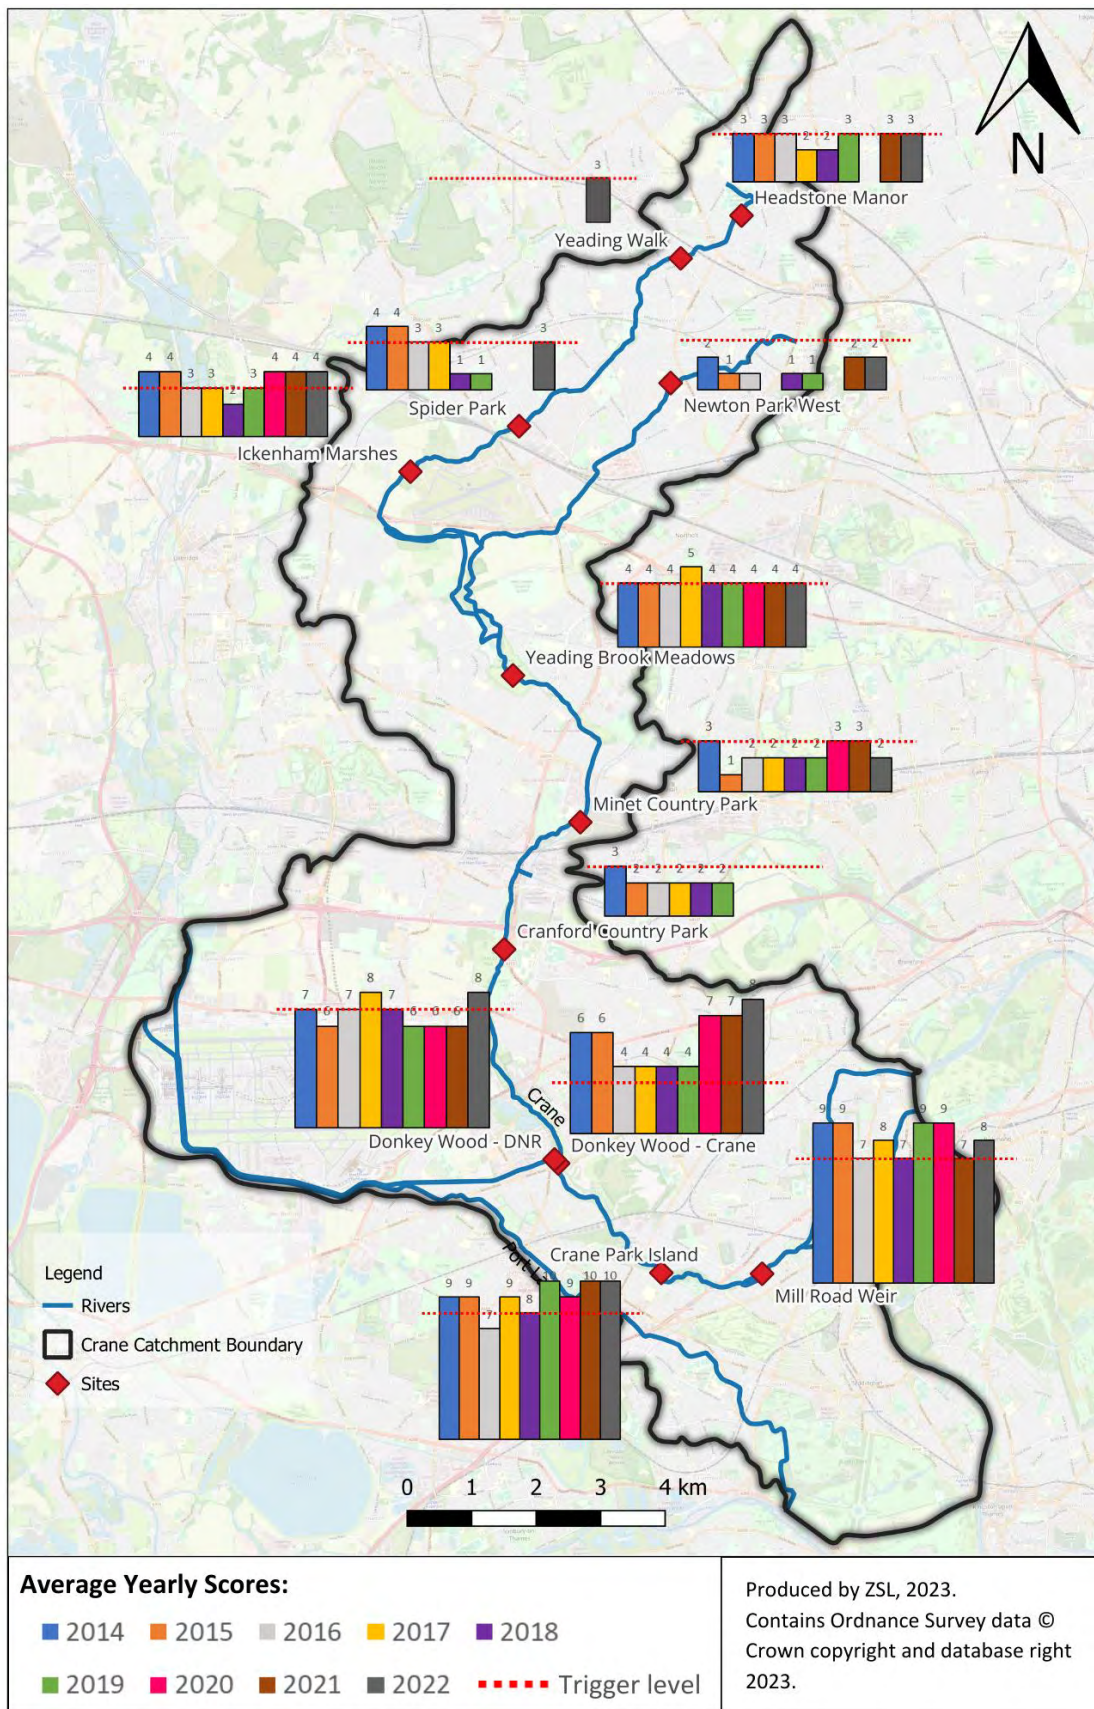 N
3 3 3 2 2 3 3 3
Headstone Manor
3
Yeading Walk
4 4 3 3 1 1 3
Spider Park
2 1 1 1 1 2 2
Newton Park West
4 4 3 3 2 3 4 4 4
Ickenham Marshes
4 4 4 5 4 4 4 4 4
Yeading Brook Meadows
3 1 2 2 2 2 3 3 2
Minet Country Park
3 2 2 2 2 2
Cranford Country Park
7 6 7 8 7 6 6 6 8
Donkey Wood - DNR
6 6 4 4 4 4 7 7 8
Donkey Wood - Crane
Crane
9 9 7 8 7 9 9 7 8
Mill Road Weir
Crane Park Island
Port La
9 9 7 9 8 10 9 10 10
Legend
Rivers
Crane Catchment Boundary
Sites
0 1 2 3 4 km
Average Yearly Scores:
2014 2015 2016 2017 2018
2019 2020 2021 2022 Trigger level
Produced by ZSL, 2023.
Contains Ordnance Survey data ©
Crown copyright and database right
2023.